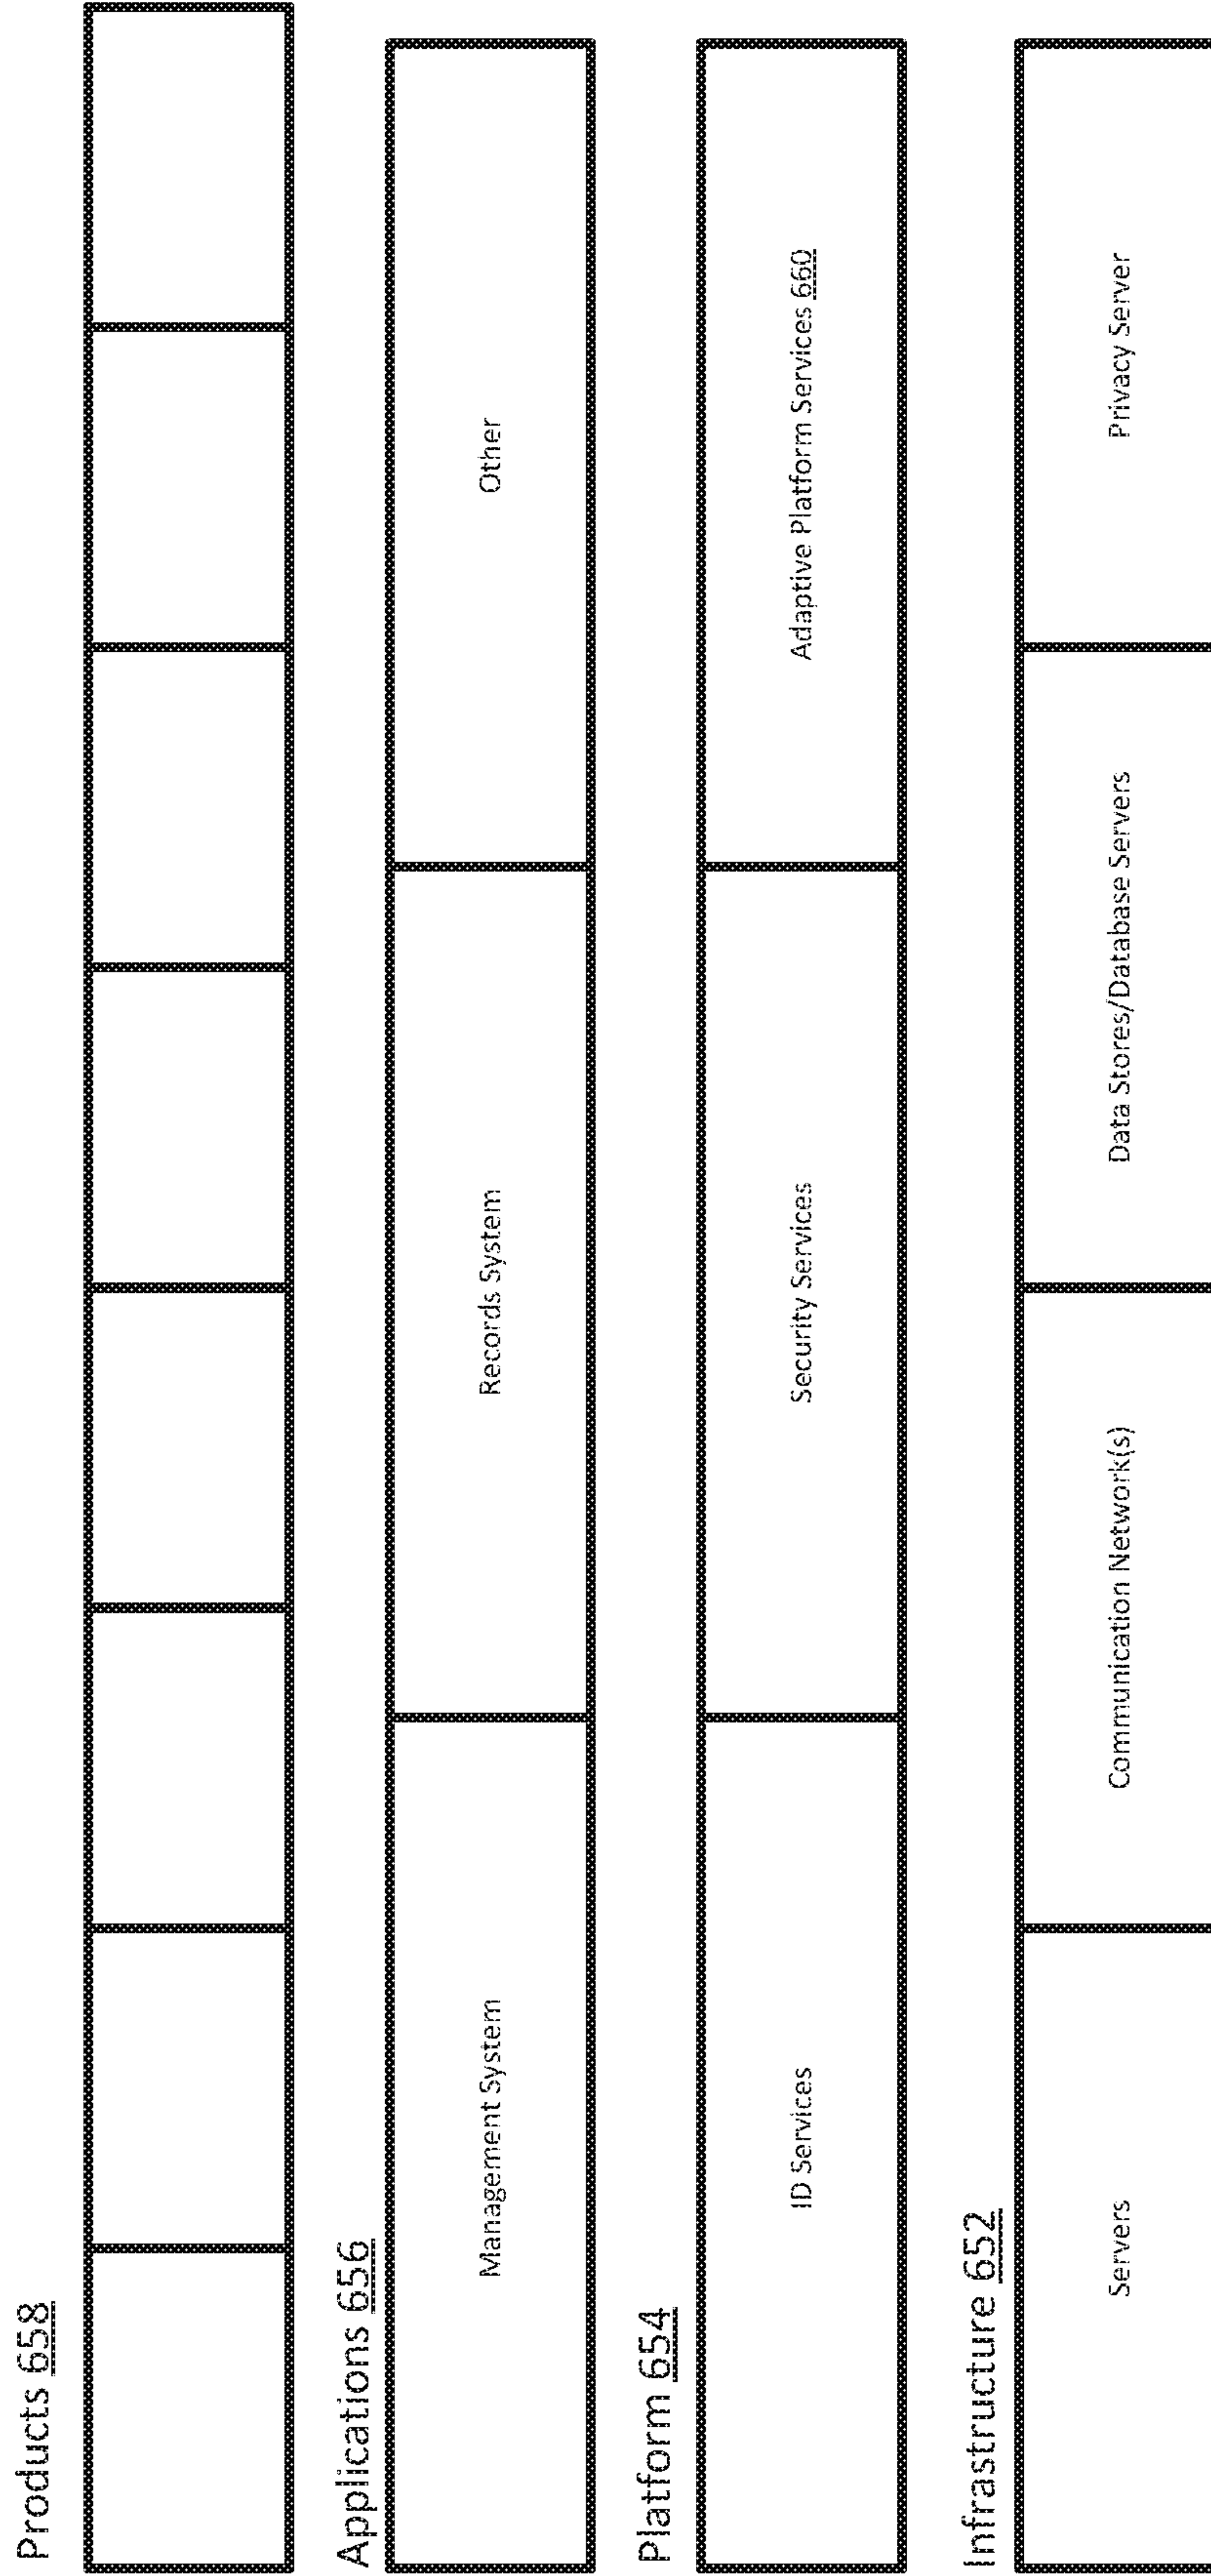 Products 658
Applications 656
Management System
Records System
Other
Platform 654
ID Services
Security Services
Adaptive Platform Services 660
Infrastructure 652
Servers
Communication Network(s)
Data Stores/Database Servers
Privacy Server